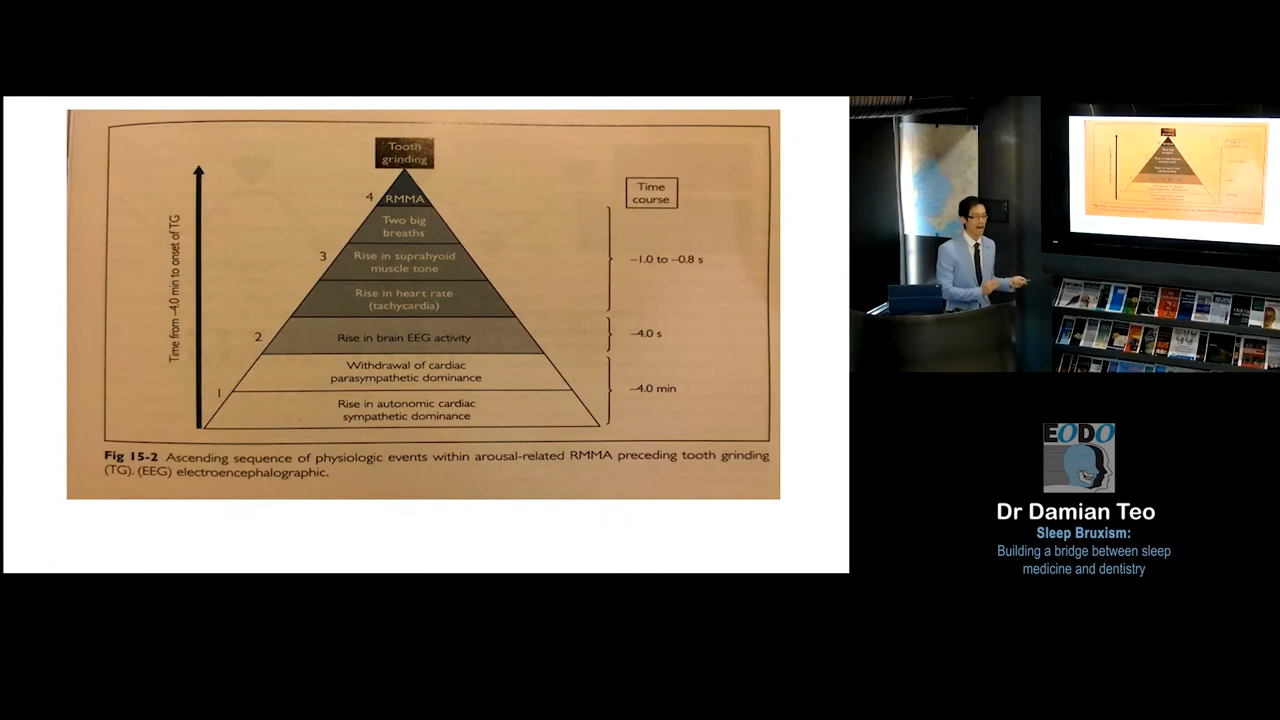 Tooth
grinding
4
RMMA
Two big
breaths
3
Rise in suprahyoid
muscle tone
Rise in heart rate
(tachycardia)
2
Rise in brain EEG activity
Withdrawal of cardiac
parasympathetic dominance
1
Rise in autonomic cardiac
sympathetic dominance
Time from –4.0 min to onset of TG
Time
course
–1.0 to –0.8 s
–4.0 s
–4.0 min
Fig 15-2 Ascending sequence of physiologic events within arousal-related RMMA preceding tooth grinding
(TG). (EEG) electroencephalographic.
EODO
Dr Damian Teo
Sleep Bruxism:
Building a bridge between sleep
medicine and dentistry